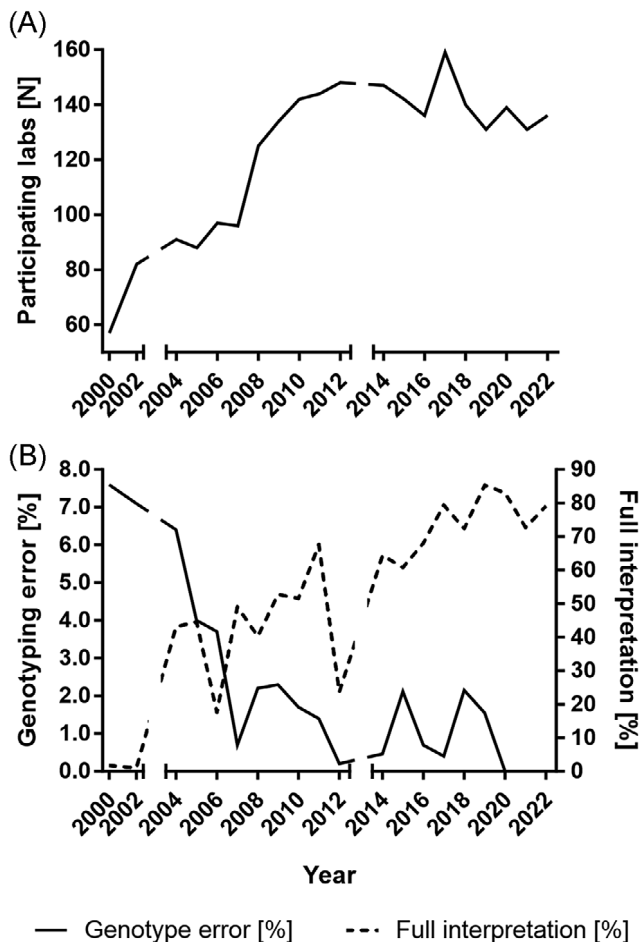 (A)
Participating labs [N]
160
140
120
100
80
60
2000 2002 2004 2006 2008 2010 2012 2014 2016 2018 2020 2022
(B)
Genotyping error [%]
8.0
7.0
6.0
5.0
4.0
3.0
2.0
1.0
0.0
90
80
70
60
50
40
30
20
10
0
Full interpretation [%]
2000 2002 2004 2006 2008 2010 2012 2014 2016 2018 2020 2022
Year
Genotype error [%] Full interpretation [%]